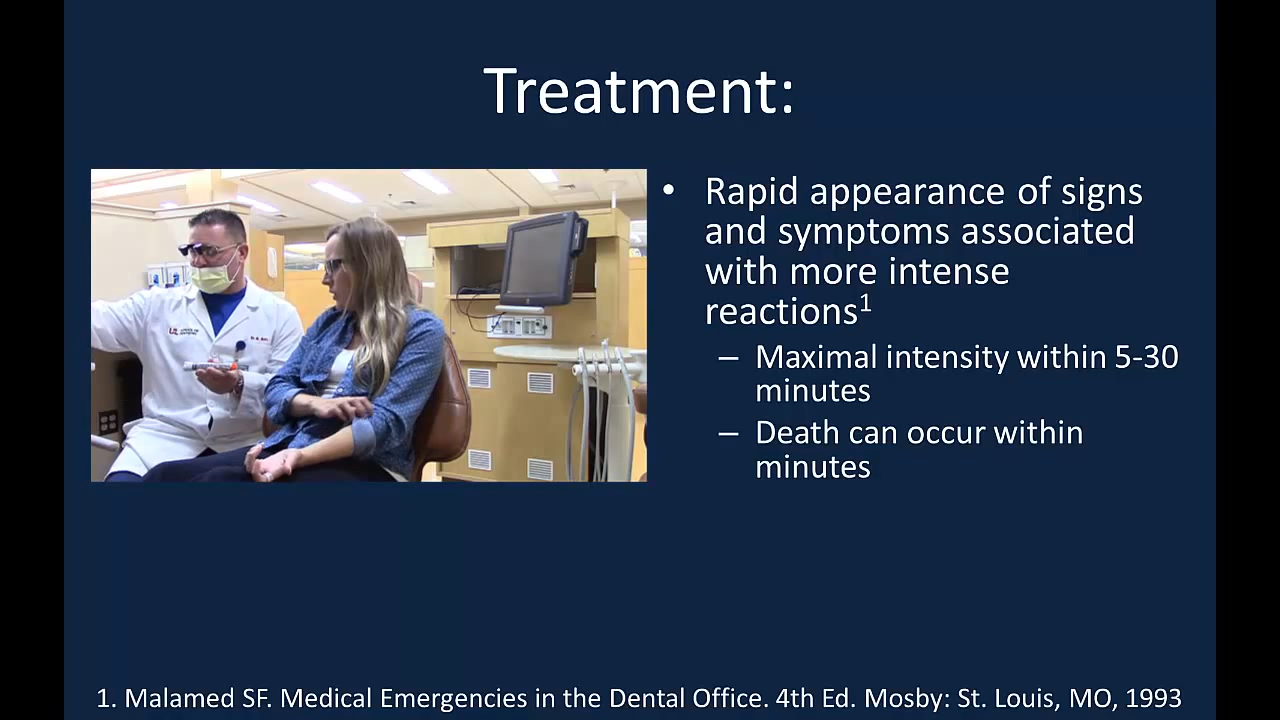 Treatment:
• Rapid appearance of signs
and symptoms associated
with more intense
reactions1
– Maximal intensity within 5-30
minutes
– Death can occur within
minutes
1. Malamed SF. Medical Emergencies in the Dental Office. 4th Ed. Mosby: St. Louis, MO, 1993